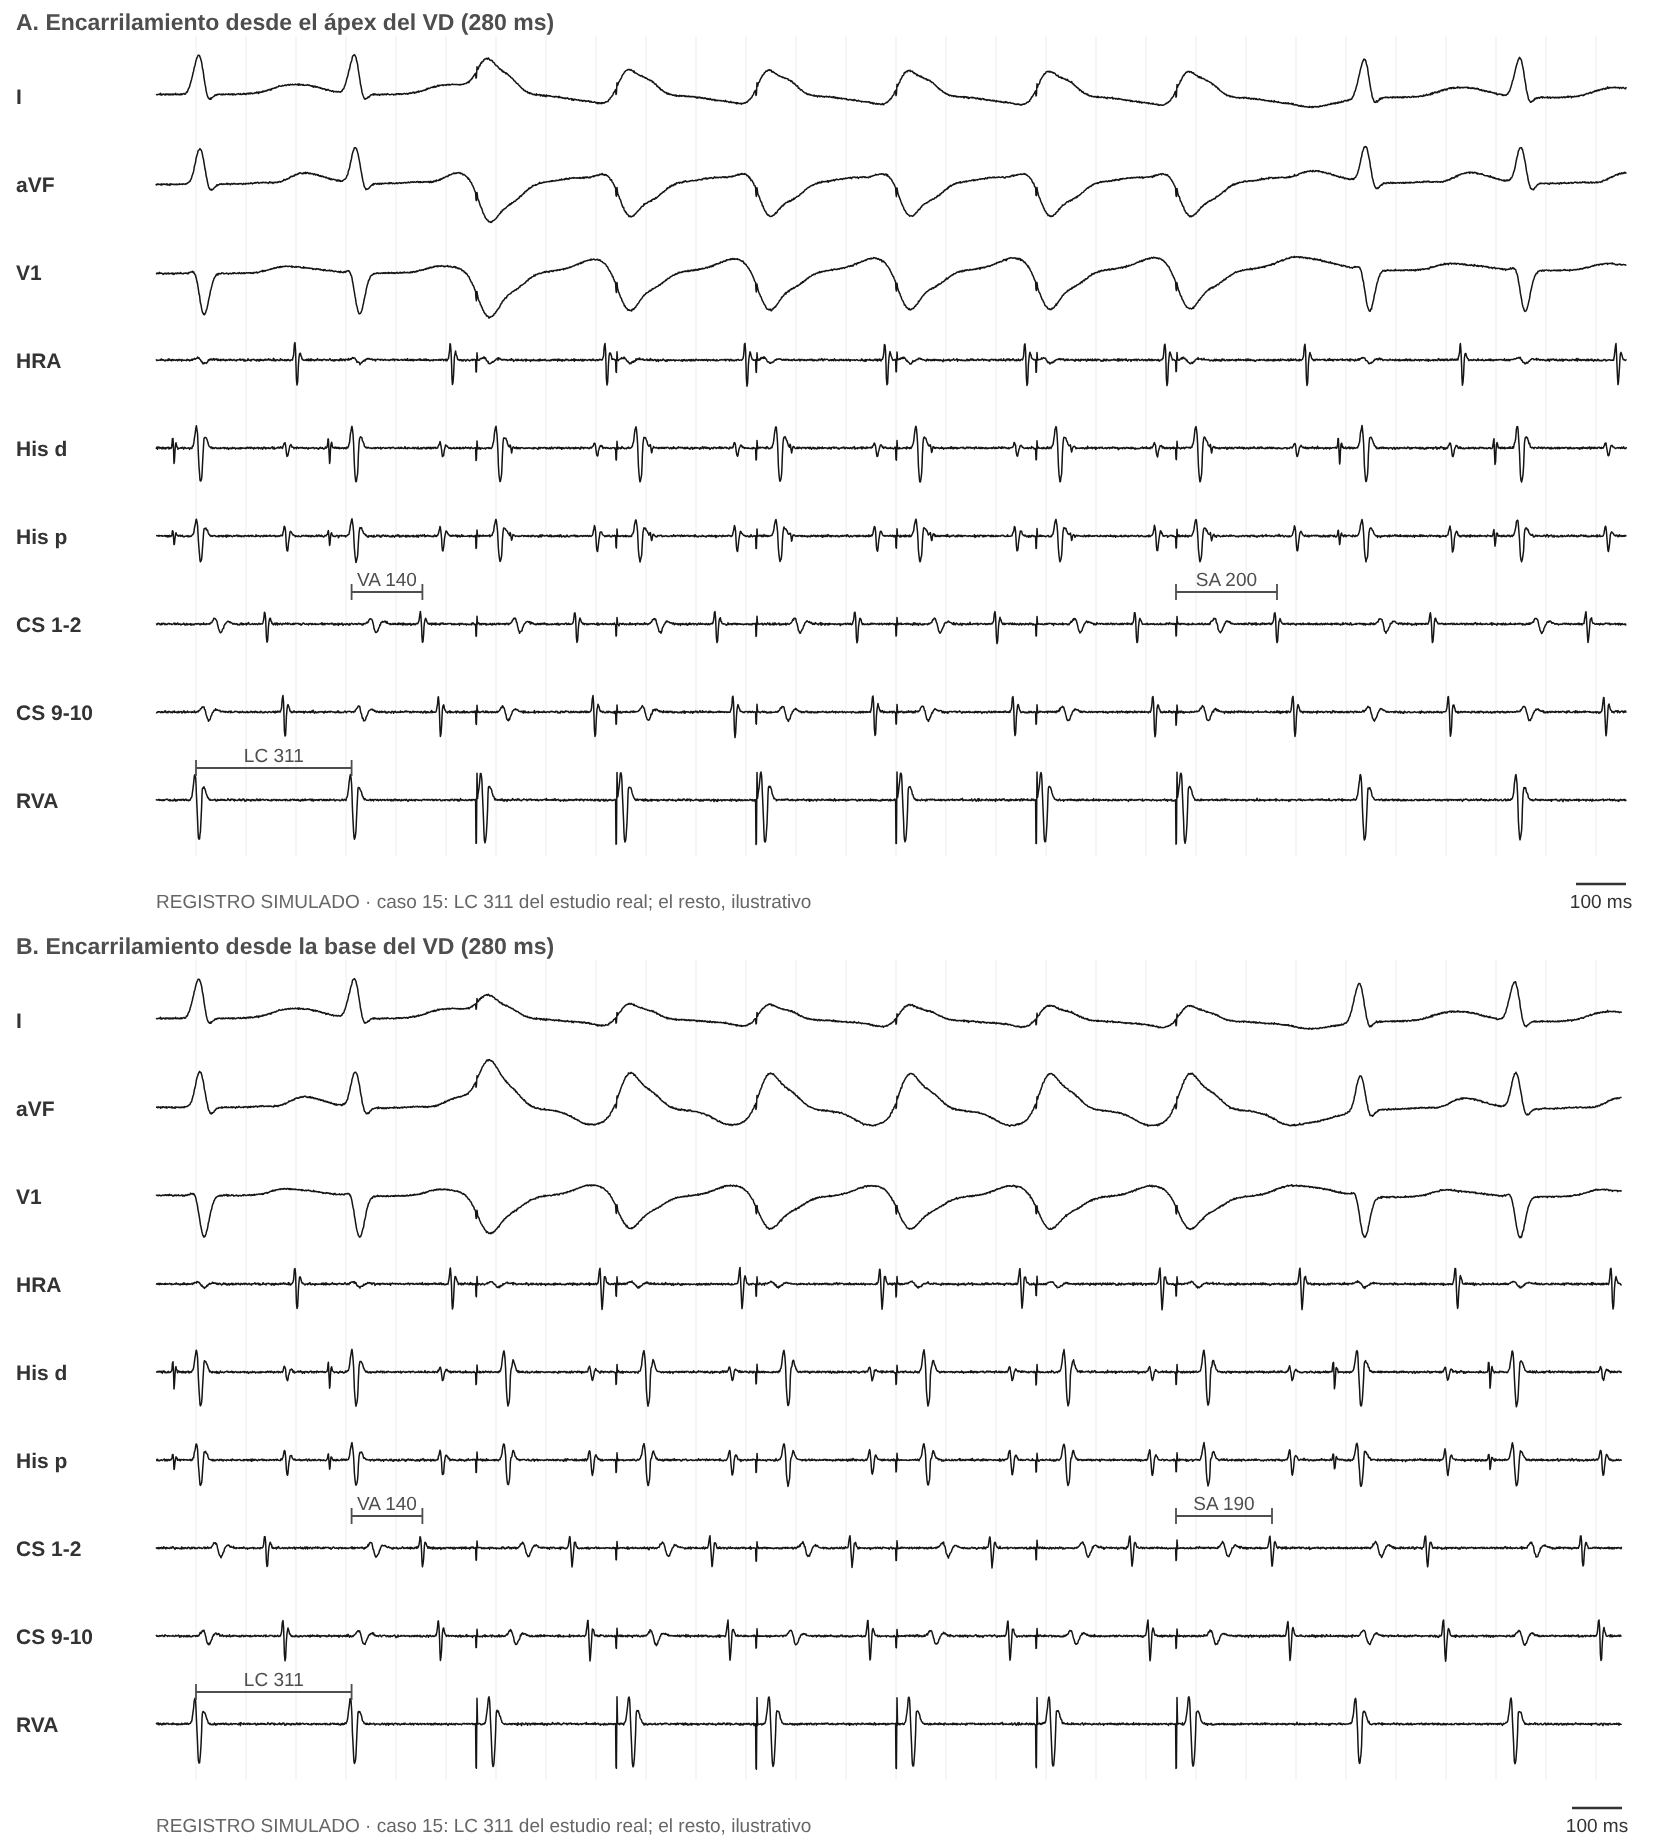 A. Encarrilamiento desde el ápex del VD (280 ms)
I
aVF
V1
HRA
His d
His p
VA 140
SA 200
CS 1-2
CS 9-10
LC 311
RVA
REGISTRO SIMULADO · caso 15: LC 311 del estudio real; el resto, ilustrativo
100 ms
B. Encarrilamiento desde la base del VD (280 ms)
I
aVF
V1
HRA
His d
His p
VA 140
SA 190
CS 1-2
CS 9-10
LC 311
RVA
REGISTRO SIMULADO · caso 15: LC 311 del estudio real; el resto, ilustrativo
100 ms